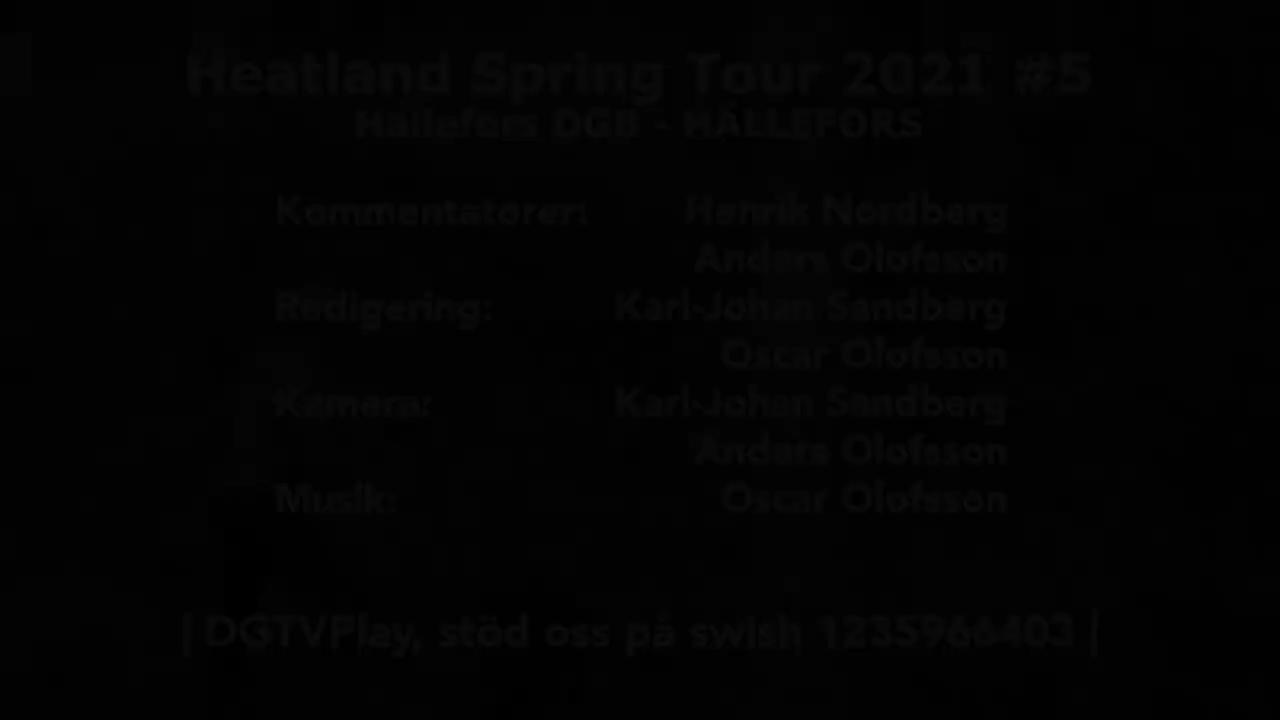 Heatland Spring Tour 2021 #5
Hällefors DGB - HÄLLEFORS
Kommentatorer: Henrik Nordberg
Anders Olofsson
Redigering: Karl-Johan Sandberg
Oscar Olofsson
Kamera: Karl-Johan Sandberg
Anders Olofsson
Musik: Oscar Olofsson
| DGTVPlay, stöd oss på swish 1235966403 |